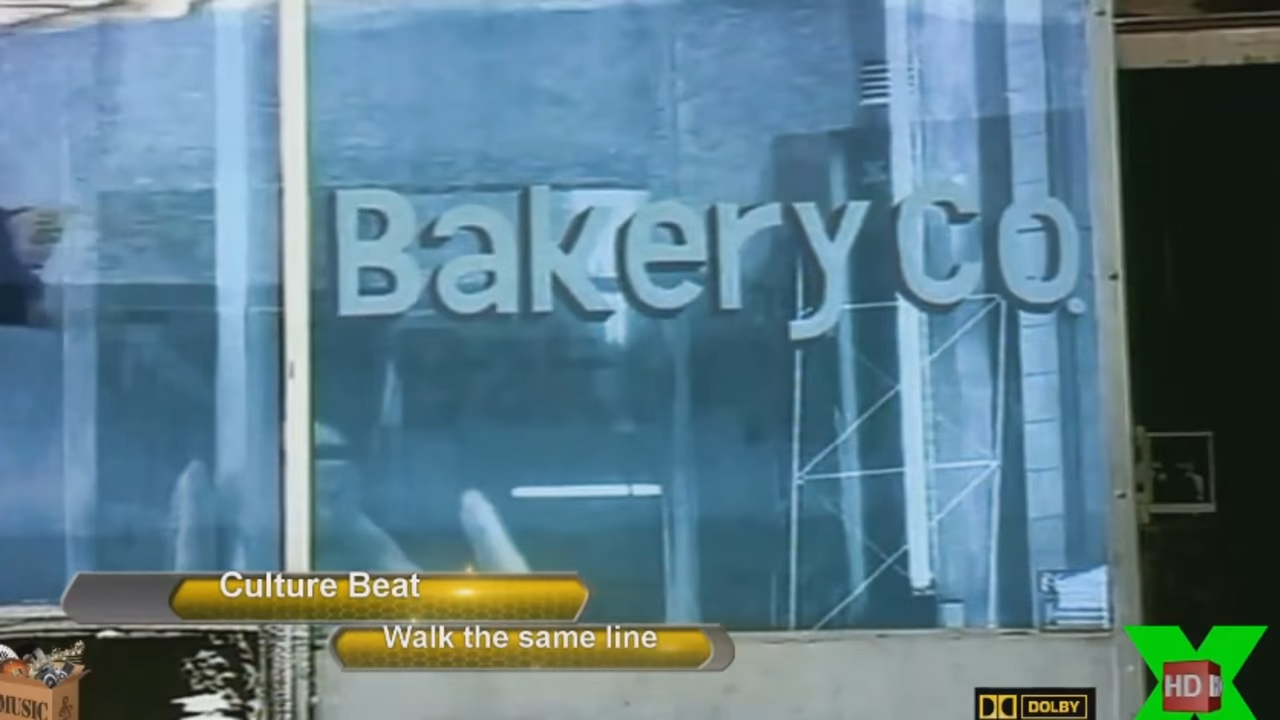 Bakery Co.
Culture Beat
Walk the same line
MUSIC
DOLBY
HD
X